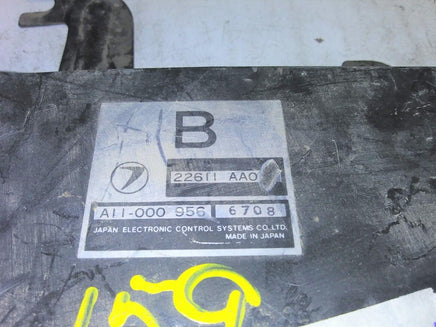 B
22611 AA0
A11-000 956 6708
JAPAN ELECTRONIC CONTROL SYSTEMS CO.,LTD.
MADE IN JAPAN